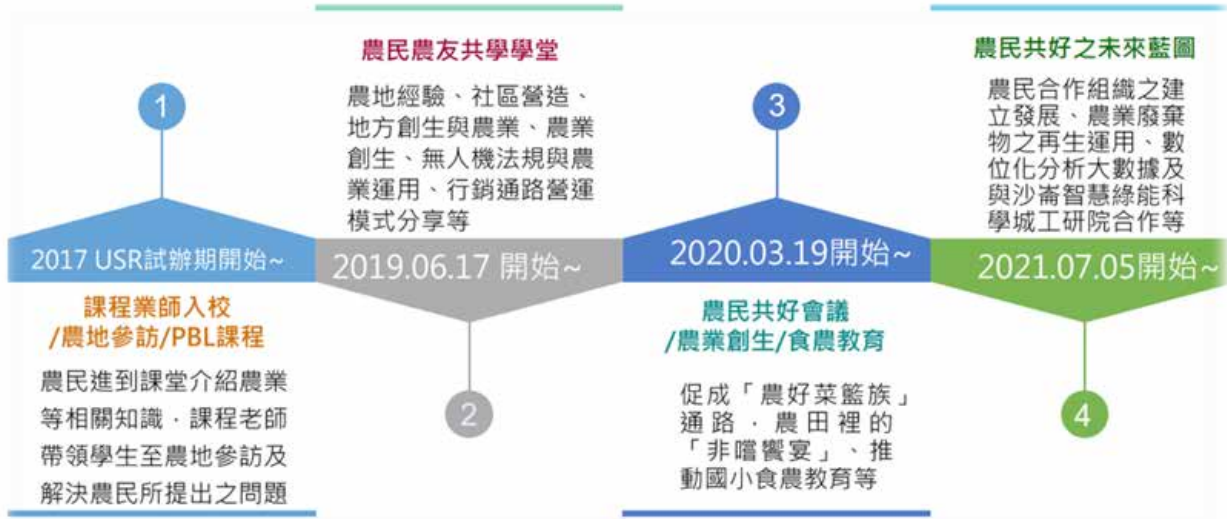 1
2017 USR試辦期開始~
課程業師入校
/農地參訪/PBL課程
農民進到課堂介紹農業
等相關知識，課程老師
帶領學生至農地參訪及
解決農民所提出之問題
農民農友共學學堂
農地經驗、社區營造、
地方創生與農業、農業
創生、無人機法規與農
業運用、行銷通路營運
模式分享等
2019.06.17 開始~
2
3
2020.03.19開始~
農民共好會議
/農業創生/食農教育
促成「農好菜籃族」
通路，農田裡的
「非嚐饗宴」、推
動國小食農教育等
農民共好之未來藍圖
農民合作組織之建
立發展、農業廢棄
物之再生運用、數
位化分析大數據及
與沙崙智慧綠能科
學城工研院合作等
2021.07.05開始~
4